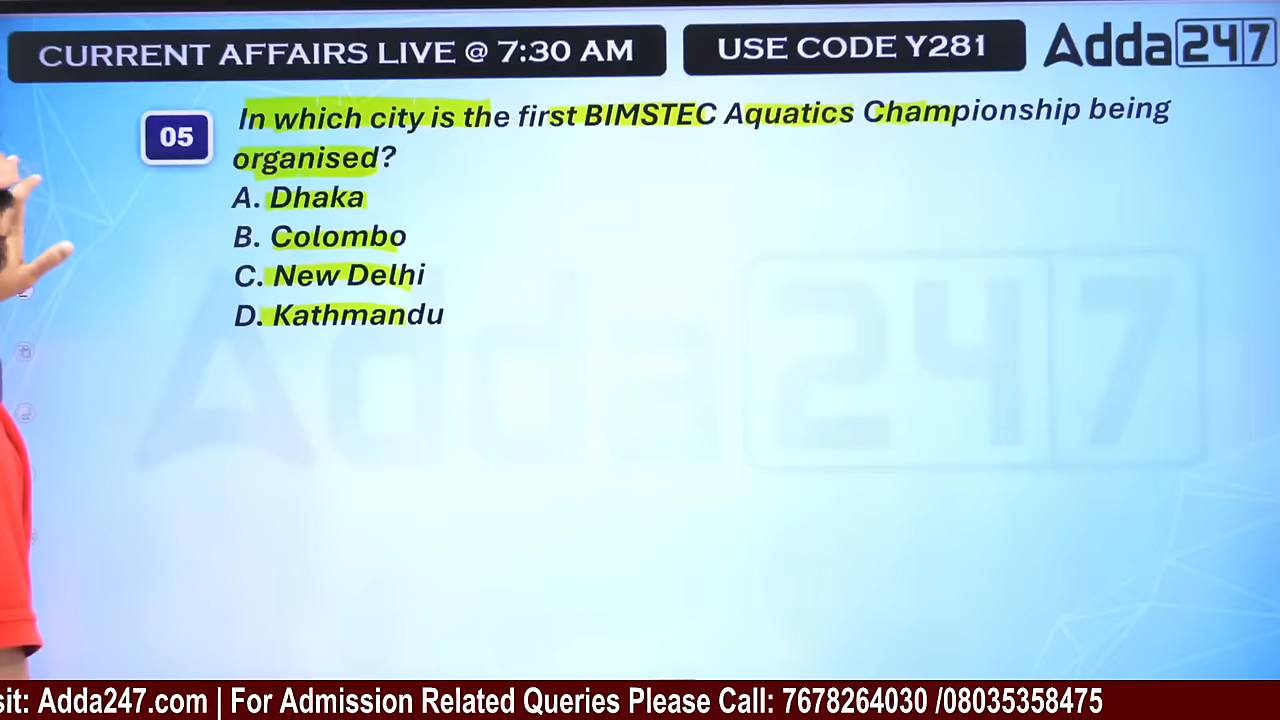 CURRENT AFFAIRS LIVE @ 7:30 AM
USE CODE Y281
Adda247
05
In which city is the first BIMSTEC Aquatics Championship being
organised?
A. Dhaka
B. Colombo
C. New Delhi
D. Kathmandu
Adda247
sit: Adda247.com | For Admission Related Queries Please Call: 7678264030 /08035358475